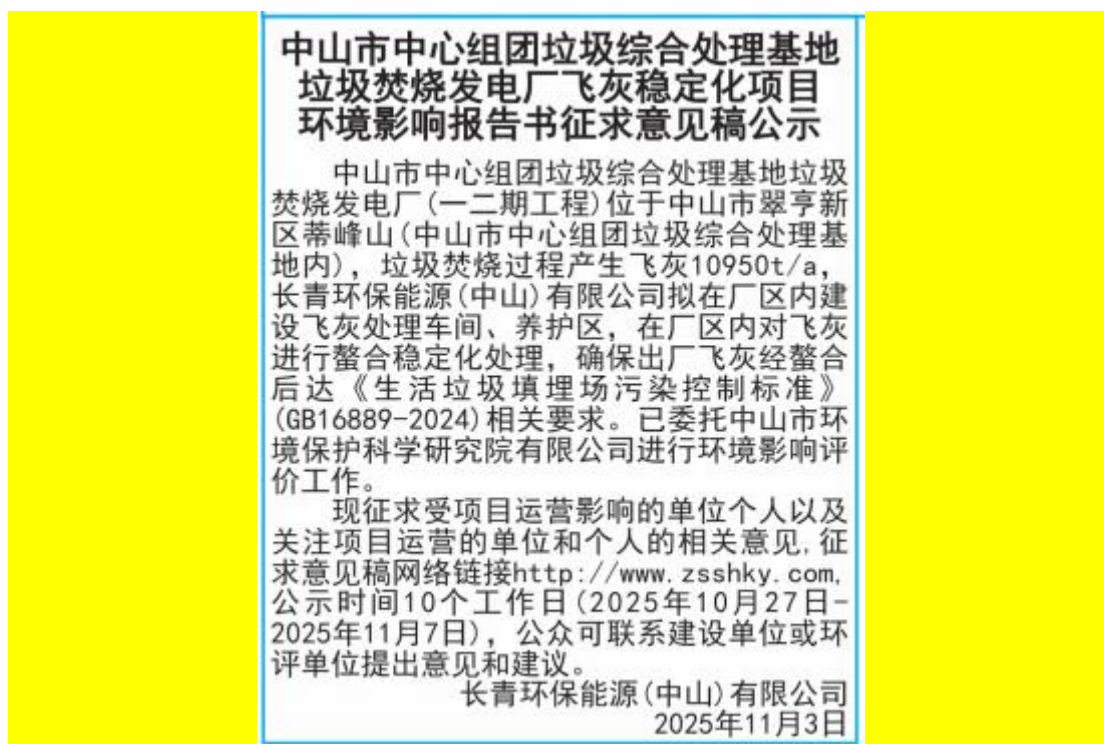 中山市中心组团垃圾综合处理基地
垃圾焚烧发电厂飞灰稳定化项目
环境影响报告书征求意见稿公示
中山市中心组团垃圾综合处理基地垃圾
焚烧发电厂(一二期工程)位于中山市翠亨新
区蒂峰山(中山市中心组团垃圾综合处理基
地内)，垃圾焚烧过程产生飞灰10950t/a，
长青环保能源(中山)有限公司拟在厂区内建
设飞灰处理车间、养护区，在厂区内对飞灰
进行螯合稳定化处理，确保出厂飞灰经螯合
后达《生活垃圾填埋场污染控制标准》
(GB16889-2024)相关要求。已委托中山市环
境保护科学研究院有限公司进行环境影响评
价工作。
现征求受项目运营影响的单位个人以及
关注项目运营的单位和个人的相关意见,征
求意见稿网络链接http://www.zsshky.com,
公示时间10个工作日(2025年10月27日-
2025年11月7日)，公众可联系建设单位或环
评单位提出意见和建议。
长青环保能源(中山)有限公司
2025年11月3日